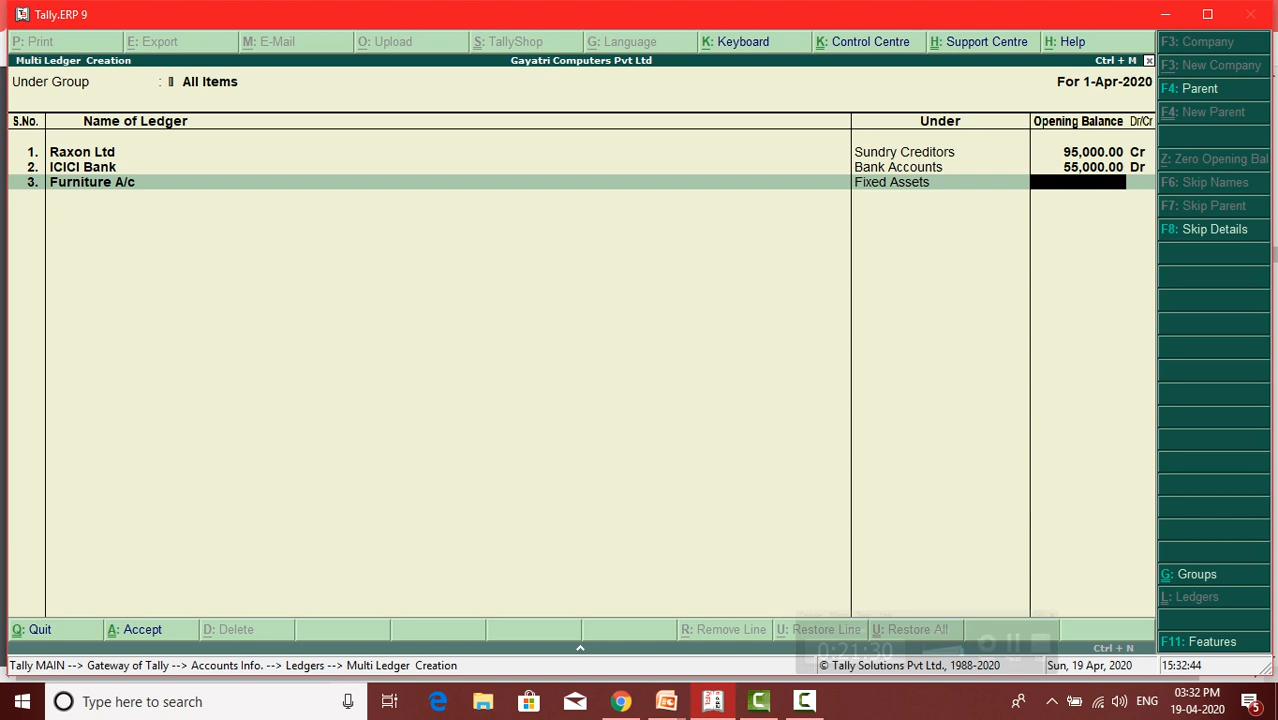 Tally.ERP 9
P: Print E: Export M: E-Mail O: Upload S: TallyShop G: Language K: Keyboard K: Control Centre H: Support Centre H: Help
Multi Ledger Creation Gayatri Computers Pvt Ltd Ctrl + M
Under Group : All Items For 1-Apr-2020
S.No. Name of Ledger Under Opening Balance Dr/Cr
1. Raxon Ltd Sundry Creditors 95,000.00 Cr
2. ICICI Bank Bank Accounts 55,000.00 Dr
3. Furniture A/c Fixed Assets
F3: Company
F3: New Company
F4: Parent
F4: New Parent
Z: Zero Opening Bal
F6: Skip Names
F7: Skip Parent
F8: Skip Details
G: Groups
L: Ledgers
F11: Features
Q: Quit A: Accept D: Delete R: Remove Line U: Restore Line U: Restore All
0:21:30
Ctrl + N
Tally MAIN --> Gateway of Tally --> Accounts Info. --> Ledgers --> Multi Ledger Creation © Tally Solutions Pvt Ltd., 1988-2020 Sun, 19 Apr, 2020 15:32:44
Type here to search
ENG
03:32 PM
19-04-2020
5